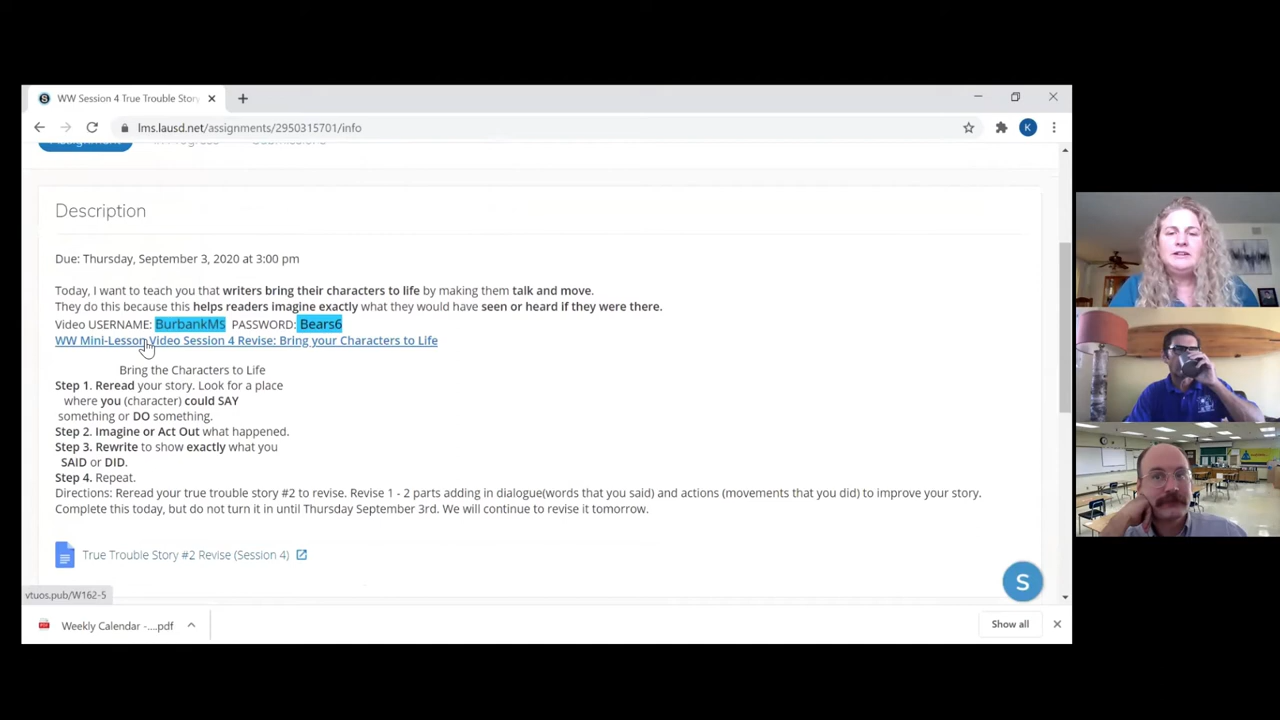 WW Session 4 True Trouble Story
lms.lausd.net/assignments/2950315701/info
K
Assignment In Progress Submissions
Description
Due: Thursday, September 3, 2020 at 3:00 pm
Today, I want to teach you that writers bring their characters to life by making them talk and move.
They do this because this helps readers imagine exactly what they would have seen or heard if they were there.
Video USERNAME: BurbankMS PASSWORD: Bears6
WW Mini-Lesson Video Session 4 Revise: Bring your Characters to Life
Bring the Characters to Life
Step 1. Reread your story. Look for a place
where you (character) could SAY
something or DO something.
Step 2. Imagine or Act Out what happened.
Step 3. Rewrite to show exactly what you
SAID or DID.
Step 4. Repeat.
Directions: Reread your true trouble story #2 to revise. Revise 1 - 2 parts adding in dialogue(words that you said) and actions (movements that you did) to improve your story.
Complete this today, but do not turn it in until Thursday September 3rd. We will continue to revise it tomorrow.
True Trouble Story #2 Revise (Session 4)
S
vtuos.pub/W162-5
Weekly Calendar -....pdf
Show all